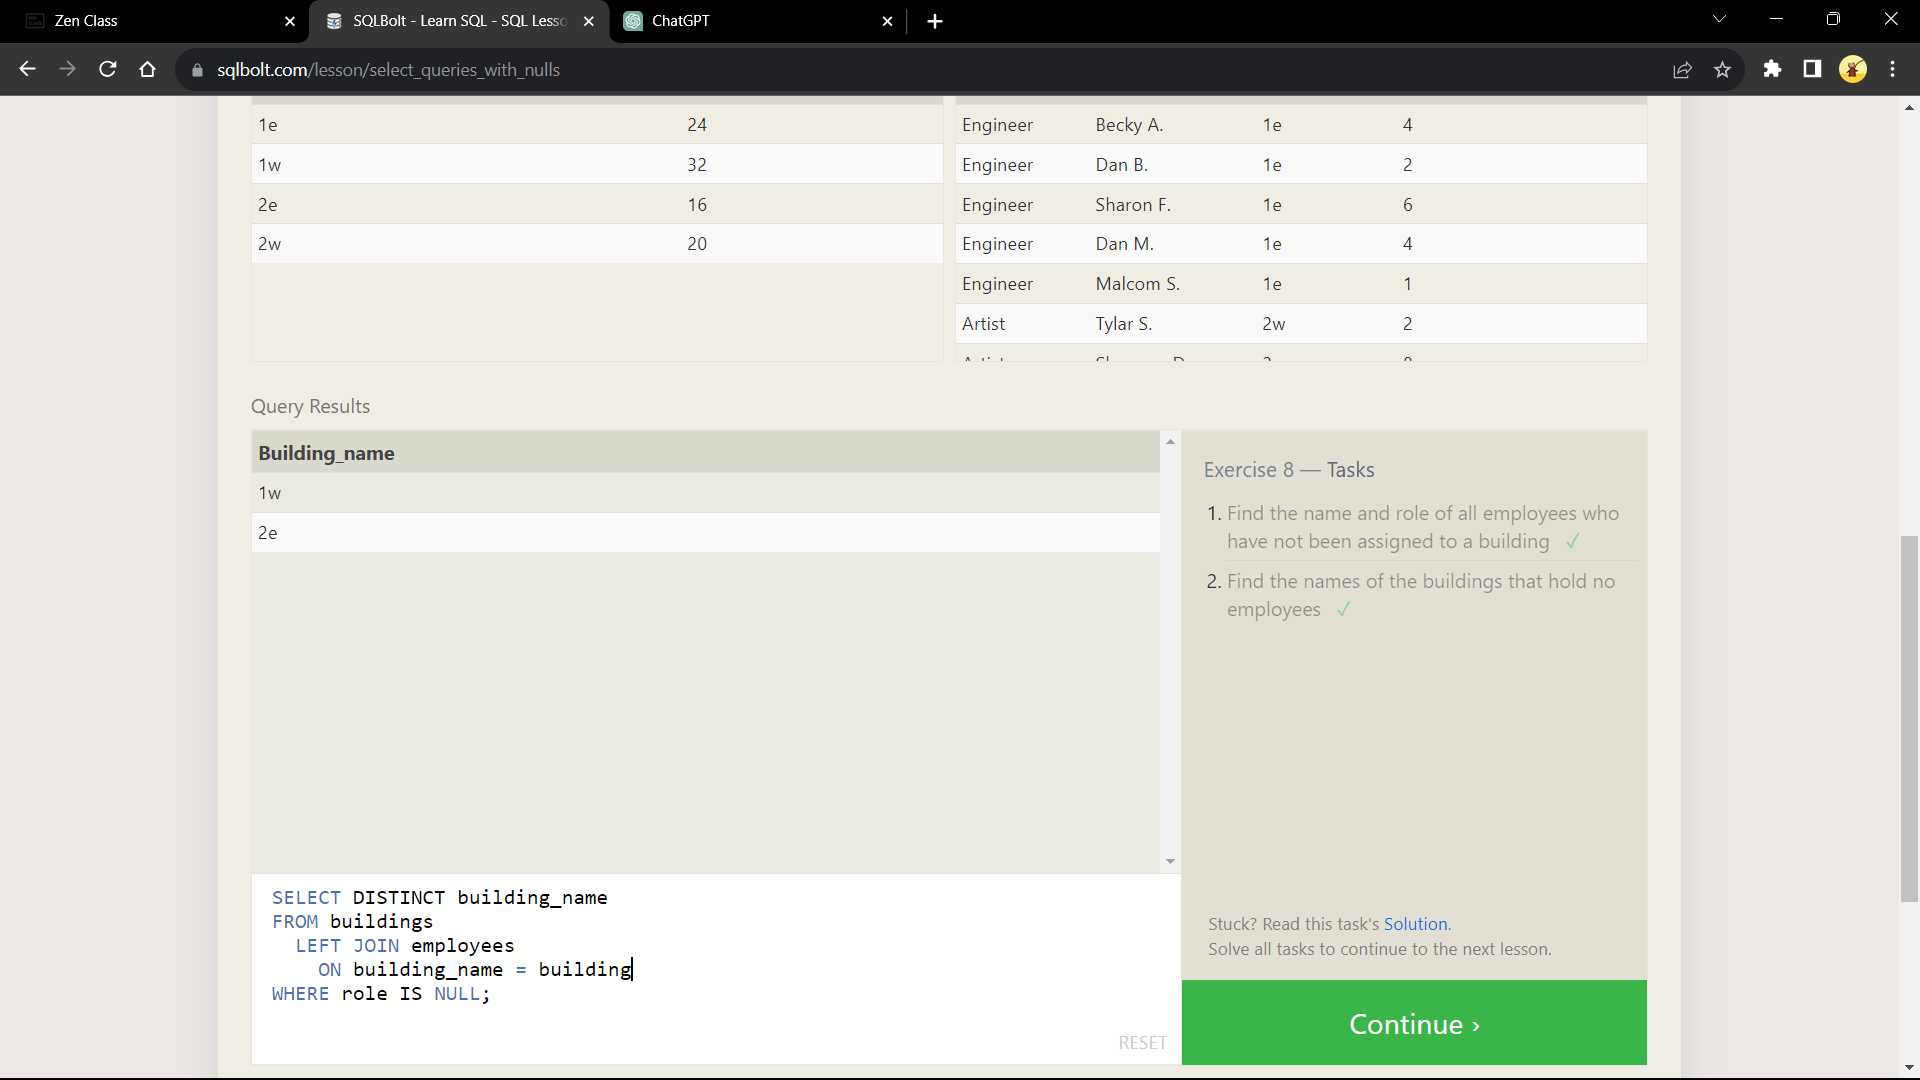 Zen Class
SQLBolt - Learn SQL - SQL Lesso
ChatGPT
sqlbolt.com/lesson/select_queries_with_nulls
1e 24
1w 32
2e 16
2w 20
Engineer Becky A. 1e 4
Engineer Dan B. 1e 2
Engineer Sharon F. 1e 6
Engineer Dan M. 1e 4
Engineer Malcom S. 1e 1
Artist Tylar S. 2w 2
Query Results
Building_name
1w
2e
Exercise 8 — Tasks
1. Find the name and role of all employees who
have not been assigned to a building ✓
2. Find the names of the buildings that hold no
employees ✓
SELECT DISTINCT building_name
FROM buildings
LEFT JOIN employees
ON building_name = building
WHERE role IS NULL;
RESET
Stuck? Read this task's Solution.
Solve all tasks to continue to the next lesson.
Continue ›